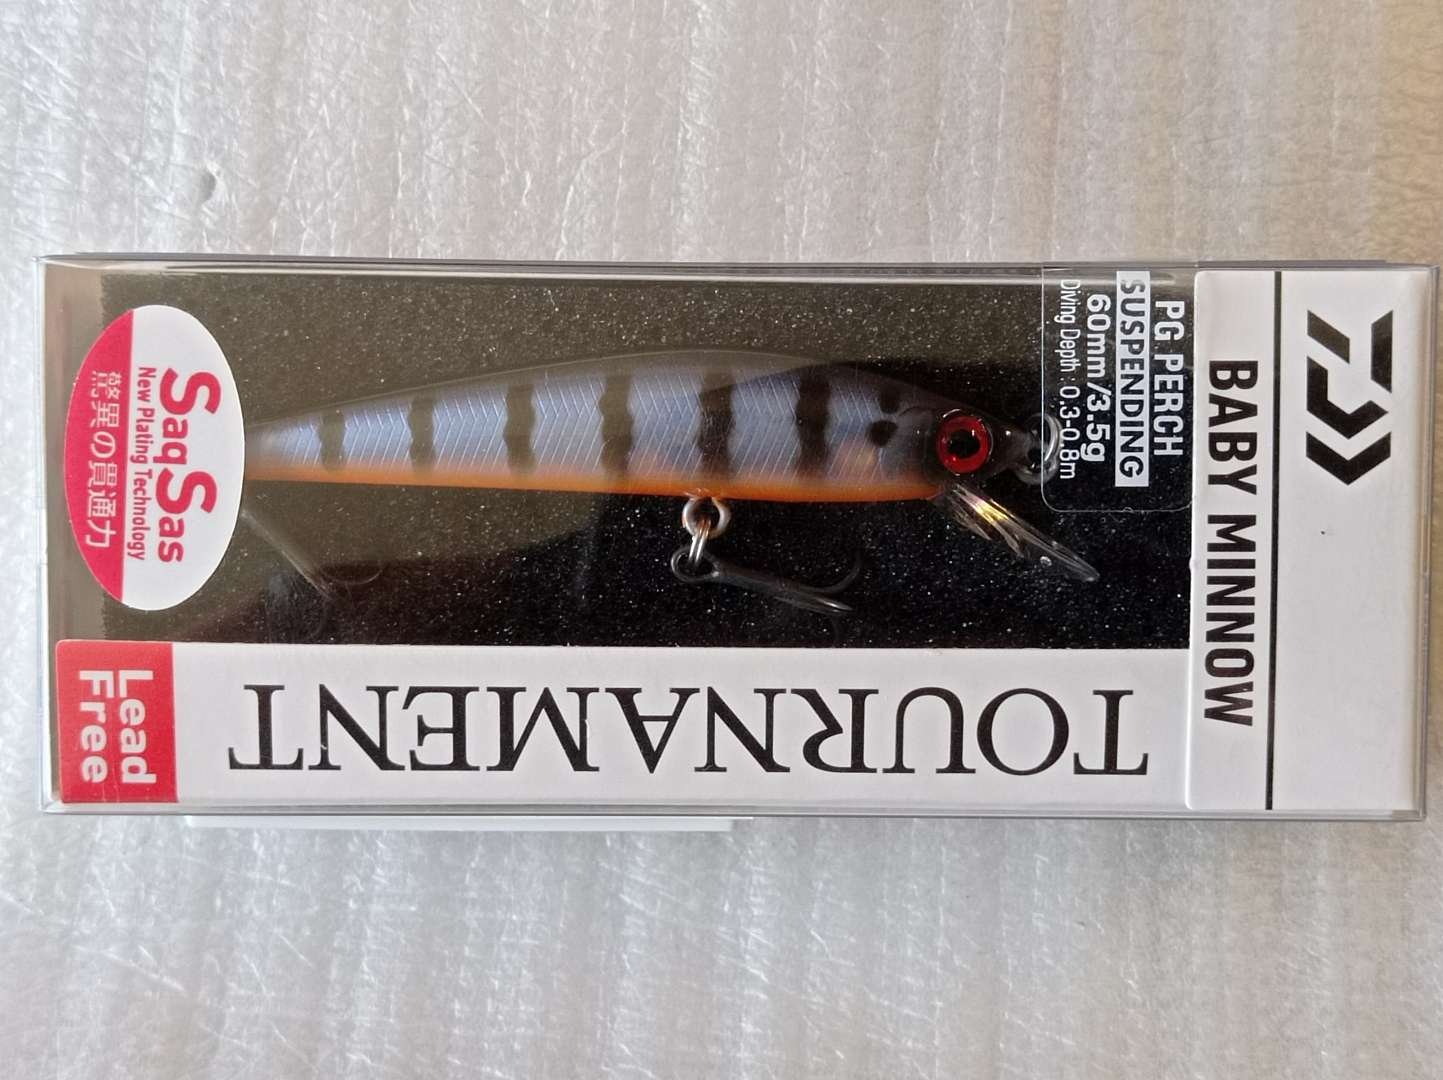 BABY MINNOW
PG PERCH
SUSPENDING
60mm/3.5g
Diving Depth : 0.3-0.8m
TOURNAMENT
SaqSas
New Plating Technology
驚異の貫通力
Lead
Free